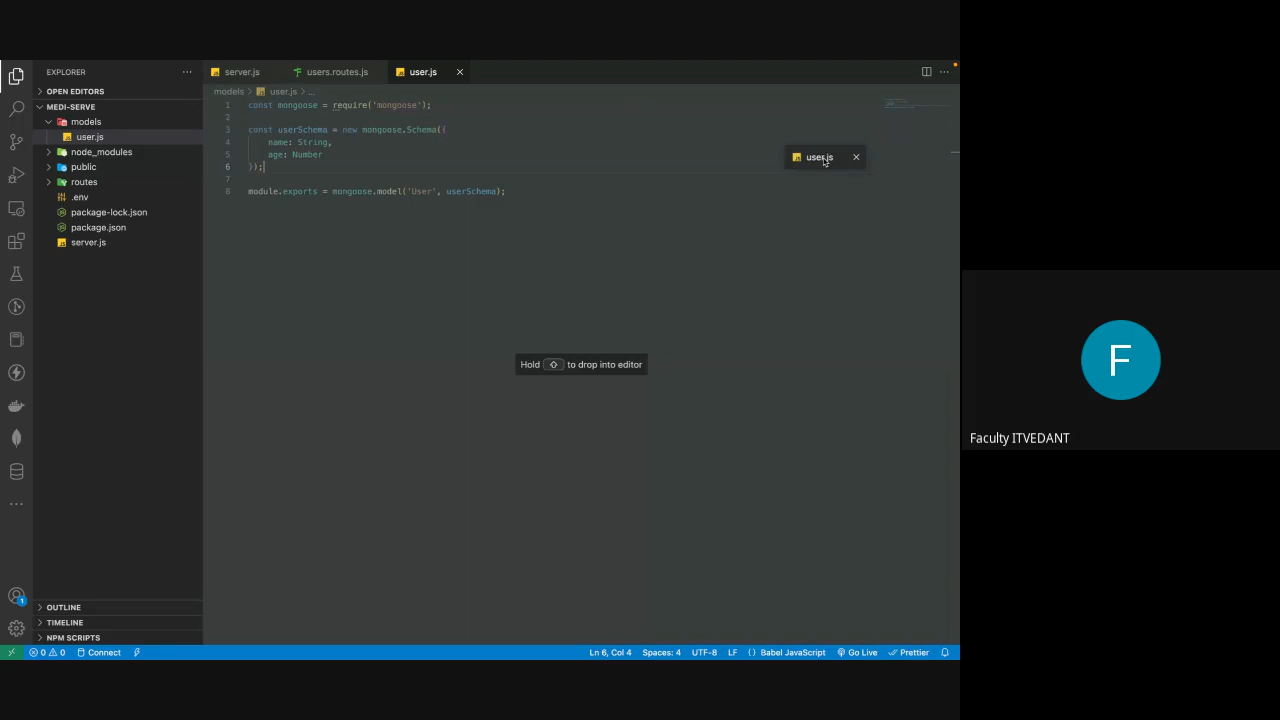 EXPLORER
OPEN EDITORS
MEDI-SERVE
models
user.js
node_modules
public
routes
.env
package-lock.json
package.json
server.js
OUTLINE
TIMELINE
NPM SCRIPTS
server.js users.routes.js user.js
models > user.js > ...
1 const mongoose = require('mongoose');
2
3 const userSchema = new mongoose.Schema({
4 name: String,
5 age: Number
6 });
7
8 module.exports = mongoose.model('User', userSchema);
user.js
Hold to drop into editor
1
0 0 Connect Ln 6, Col 4 Spaces: 4 UTF-8 LF Babel JavaScript Go Live Prettier
F
Faculty ITVEDANT